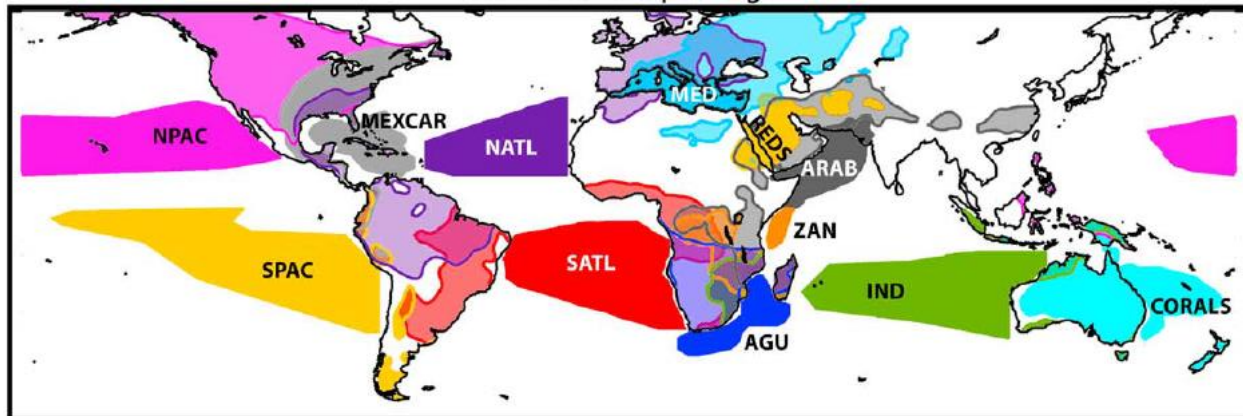 NPAC
MEXCAR
NATL
MED
REDS
ARAB
SPAC
SATL
ZAN
AGU
IND
CORALS